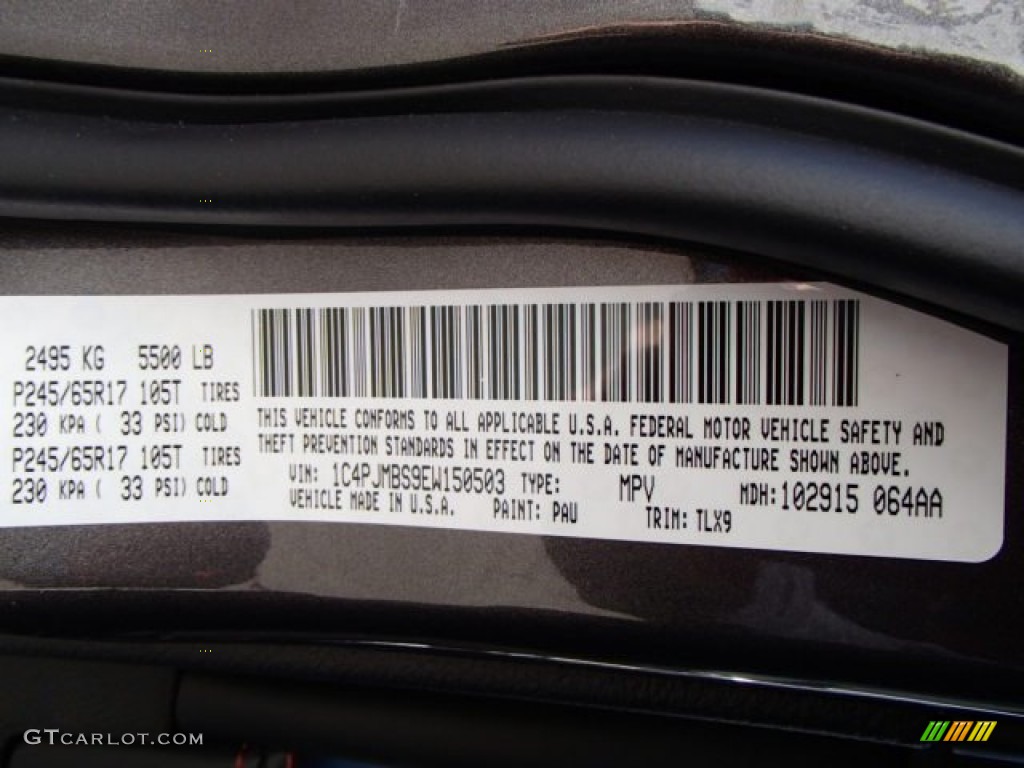 2495 KG 5500 LB
P245/65R17 105T TIRES
230 KPA ( 33 PSI) COLD
P245/65R17 105T TIRES
230 KPA ( 33 PSI) COLD
THIS VEHICLE CONFORMS TO ALL APPLICABLE U.S.A. FEDERAL MOTOR VEHICLE SAFETY AND
THEFT PREVENTION STANDARDS IN EFFECT ON THE DATE OF MANUFACTURE SHOWN ABOVE.
VIN: 1C4PJMBS9EW150503 TYPE: MPV MDH: 102915 064AA
VEHICLE MADE IN U.S.A. PAINT: PAU TRIM: TLX9
GTCARLOT.COM